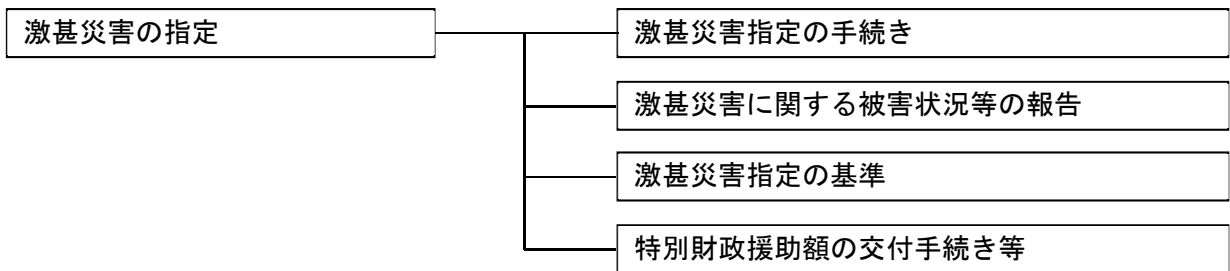 激甚災害の指定
激甚災害指定の手続き
激甚災害に関する被害状況等の報告
激甚災害指定の基準
特別財政援助額の交付手続き等